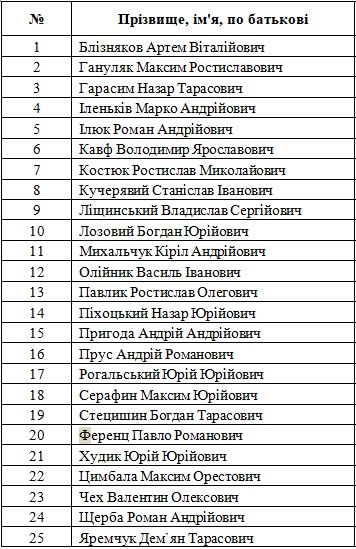 № Прізвище, ім'я, по батькові
1 Блізняков Артем Віталійович
2 Гануляк Максим Ростиславович
3 Гарасим Назар Тарасович
4 Іленьків Марко Андрійович
5 Ілюк Роман Андрійович
6 Кавф Володимир Ярославович
7 Костюк Ростислав Миколайович
8 Кучерявий Станіслав Іванович
9 Ліщинський Владислав Сергійович
10 Лозовий Богдан Юрійович
11 Михальчук Кіріл Андрійович
12 Олійник Василь Іванович
13 Павлик Ростислав Олегович
14 Піхоцький Назар Юрійович
15 Пригода Андрій Андрійович
16 Прус Андрій Романович
17 Рогальський Юрій Юрійович
18 Серафин Максим Юрійович
19 Стецишин Богдан Тарасович
20 Ференц Павло Романович
21 Худик Юрій Юрійович
22 Цимбала Максим Орестович
23 Чех Валентин Олексович
24 Щерба Роман Андрійович
25 Яремчук Дем`ян Тарасович